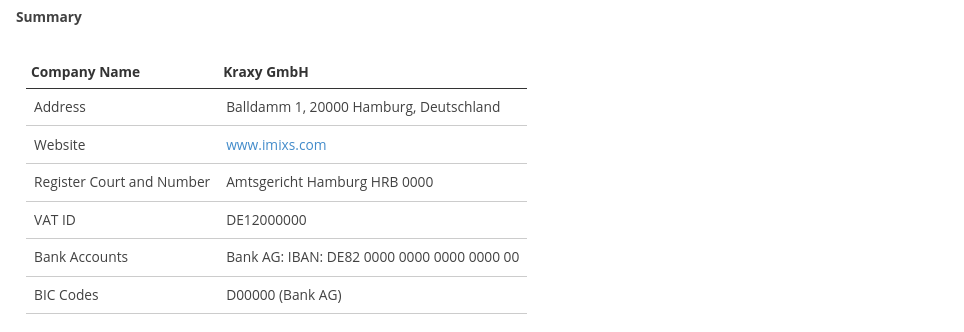 Summary
Company Name Kraxy GmbH
Address Balldamm 1, 20000 Hamburg, Deutschland
Website www.imixs.com
Register Court and Number Amtsgericht Hamburg HRB 0000
VAT ID DE12000000
Bank Accounts Bank AG: IBAN: DE82 0000 0000 0000 0000 00
BIC Codes D00000 (Bank AG)